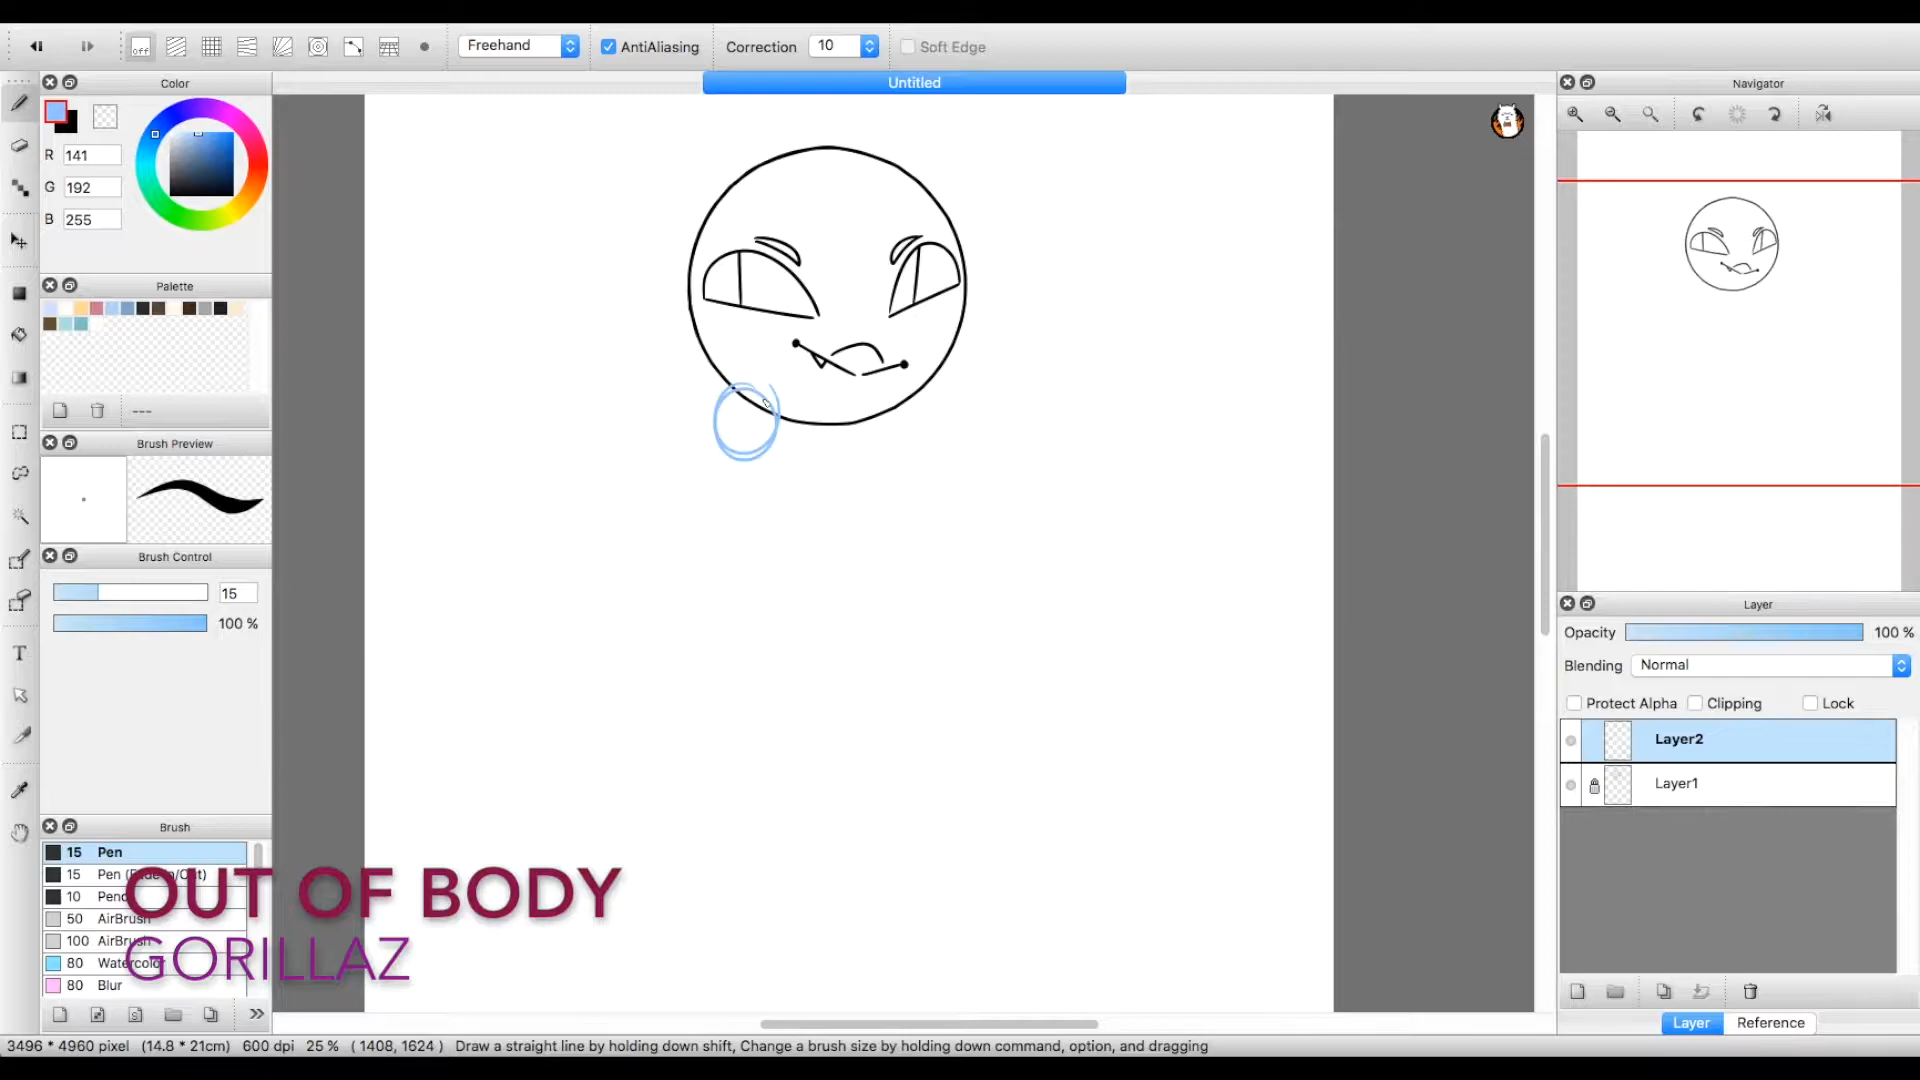 off Freehand AntiAliasing Correction 10 Soft Edge
Color
Untitled
Navigator
R 141
G 192
B 255
Palette
---
Brush Preview
Brush Control
15
100 %
Layer
Opacity 100 %
Blending Normal
Protect Alpha Clipping Lock
Layer2
Layer1
Brush
15 Pen
15 Pen (Fade In/Out)
10 Pencil
50 AirBrush
100 AirBrush
80 Watercolor
80 Blur
OUT OF BODY
GORILLAZ
Layer Reference
3496 * 4960 pixel (14.8 * 21cm) 600 dpi 25 % ( 1408, 1624 ) Draw a straight line by holding down shift, Change a brush size by holding down command, option, and dragging